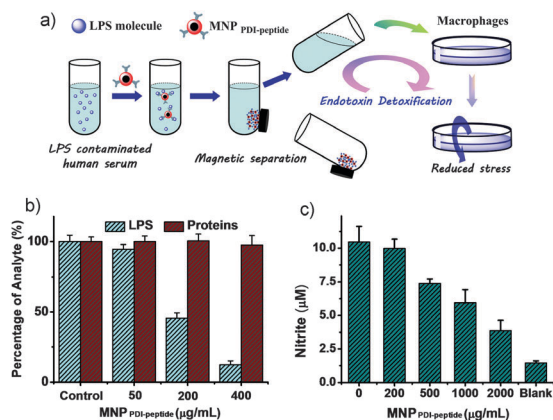 a)
LPS molecule
MNP PDI-peptide
Macrophages
Endotoxin Detoxification
LPS contaminated
human serum
Magnetic separation
Reduced stress
b)
LPS
Proteins
Percentage of Analyte (%)
100
50
0
Control
50
200
400
MNP PDI-peptide (µg/mL)
c)
Nitrite (µM)
10.0
7.5
5.0
2.5
0.0
0
200
500
1000
2000
Blank
MNP PDI-peptide (µg/mL)